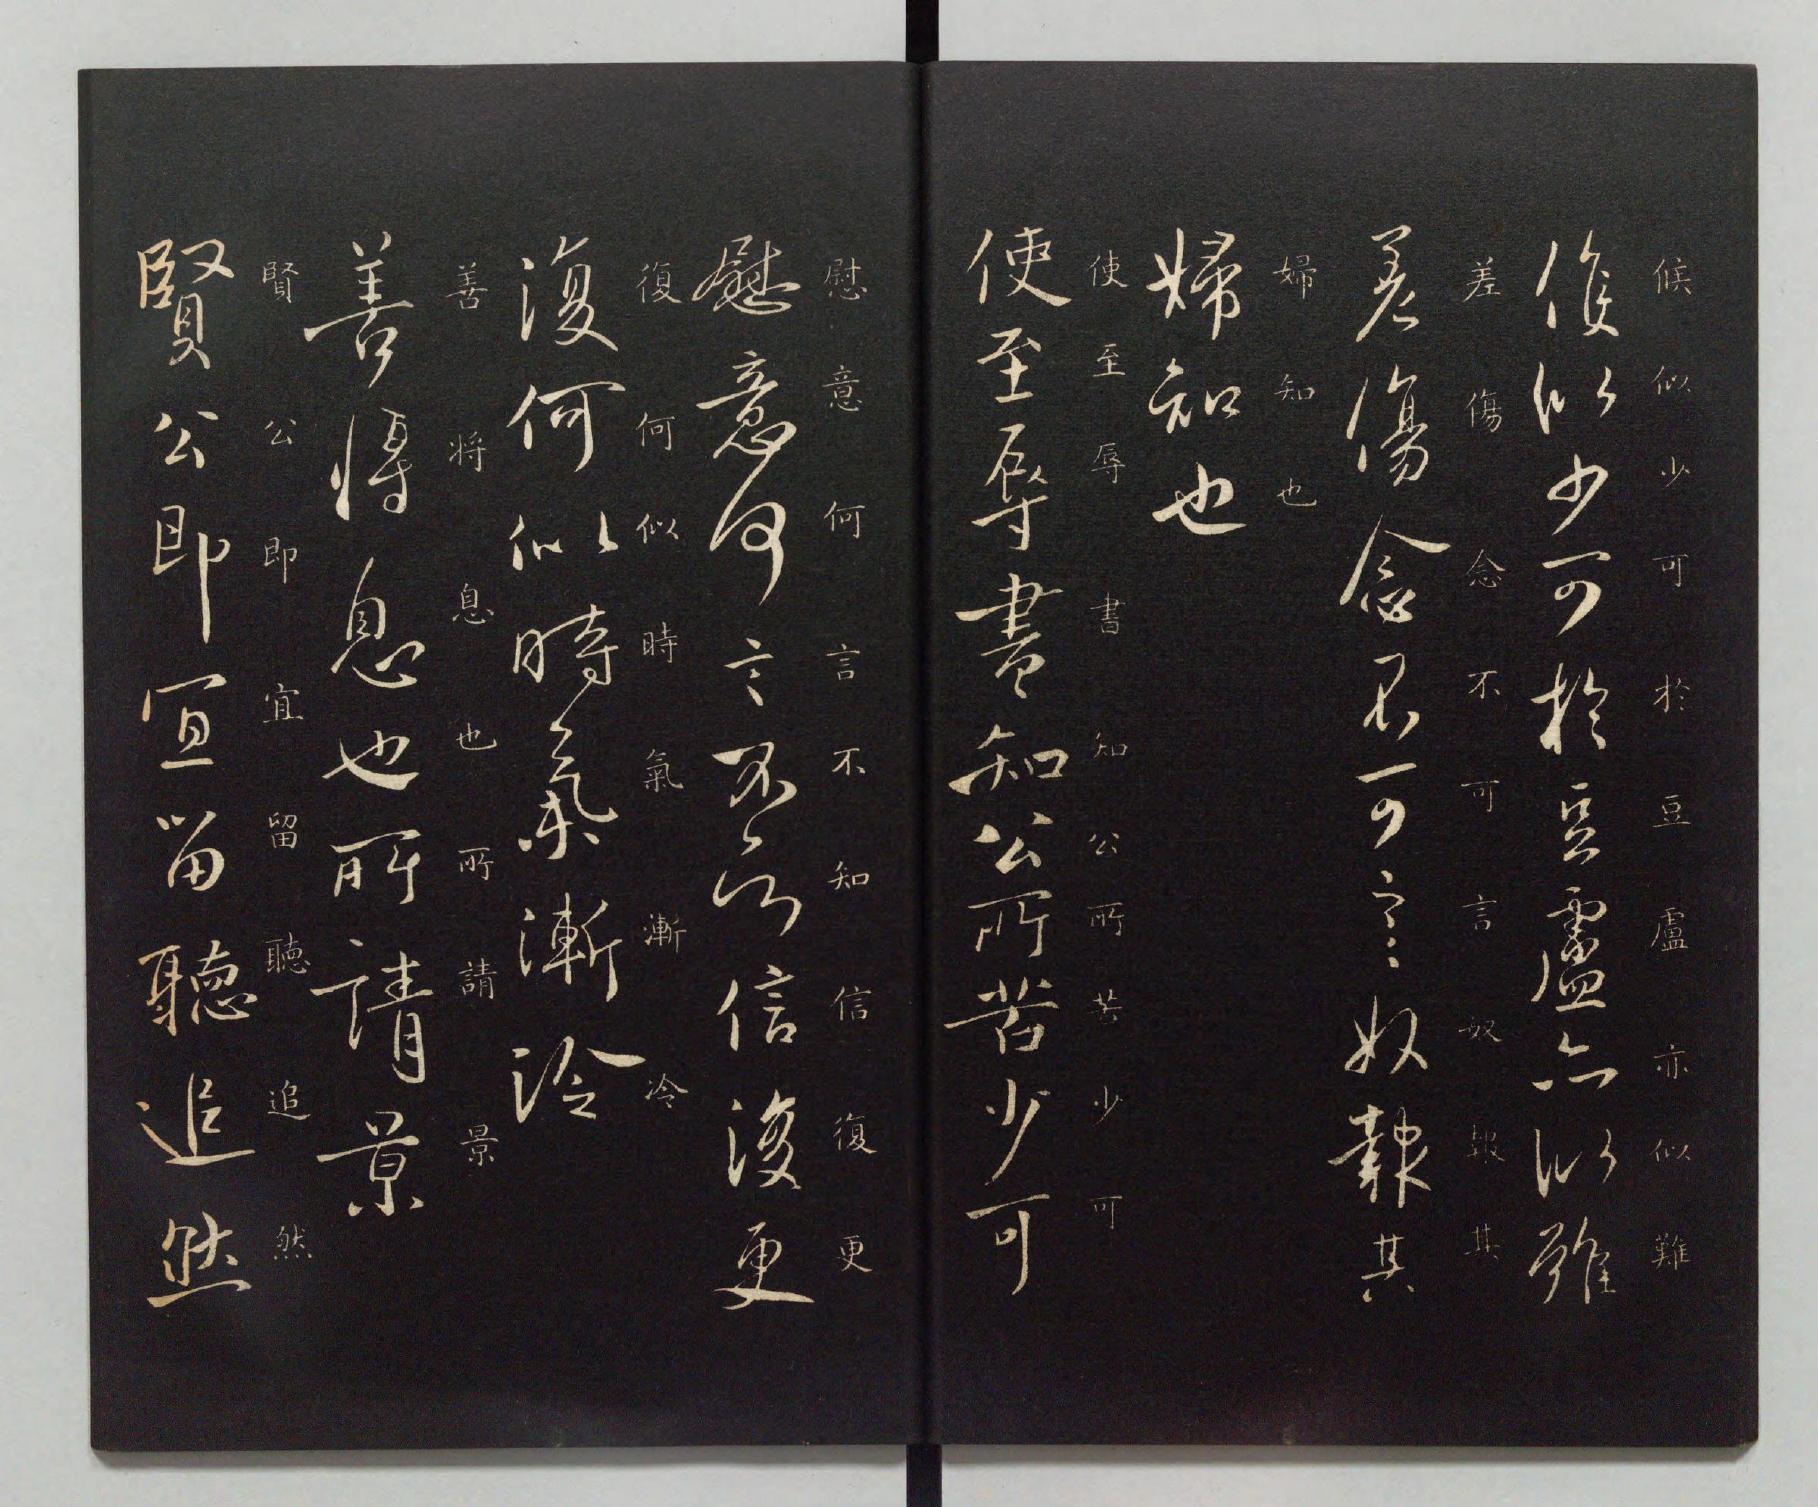 候似少可於豆盧亦似難
候似少可於豆盧亦似難
差傷念不可言奴報其
差傷念不可言奴報其
婦知也
婦知也
使至辱書知公所苦少可
使至辱書知公所苦少可
慰意何言不知信復更
慰意何言不知信復更
復何似時氣漸冷
復何似時氣漸冷
善將息也所請景
善將息也所請景
賢公即宜留聽追然
賢公即宜留聽追然